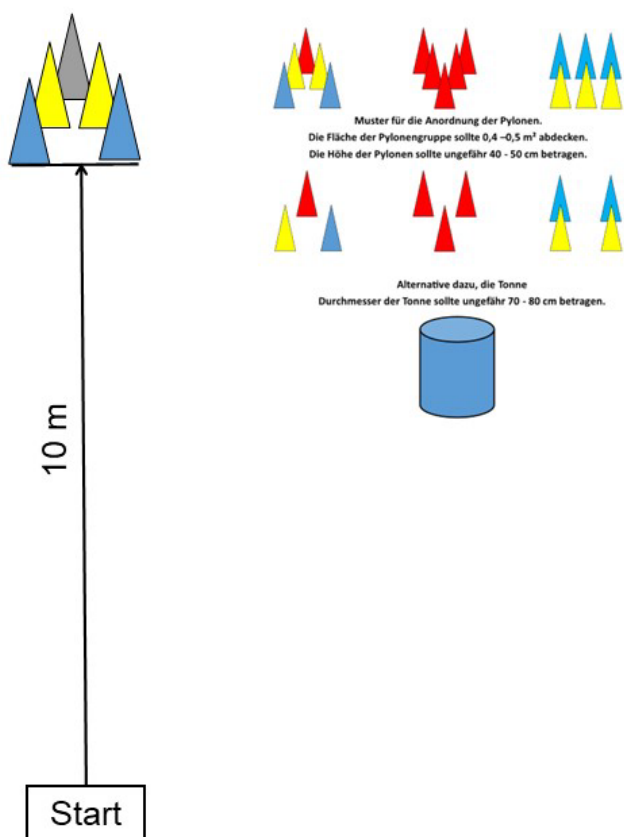 Muster für die Anordnung der Pylonen.
Die Fläche der Pylonengruppe sollte 0,4 –0,5 m² abdecken.
Die Höhe der Pylonen sollte ungefähr 40 - 50 cm betragen.
Alternative dazu, die Tonne
Durchmesser der Tonne sollte ungefähr 70 - 80 cm betragen.
10 m
Start